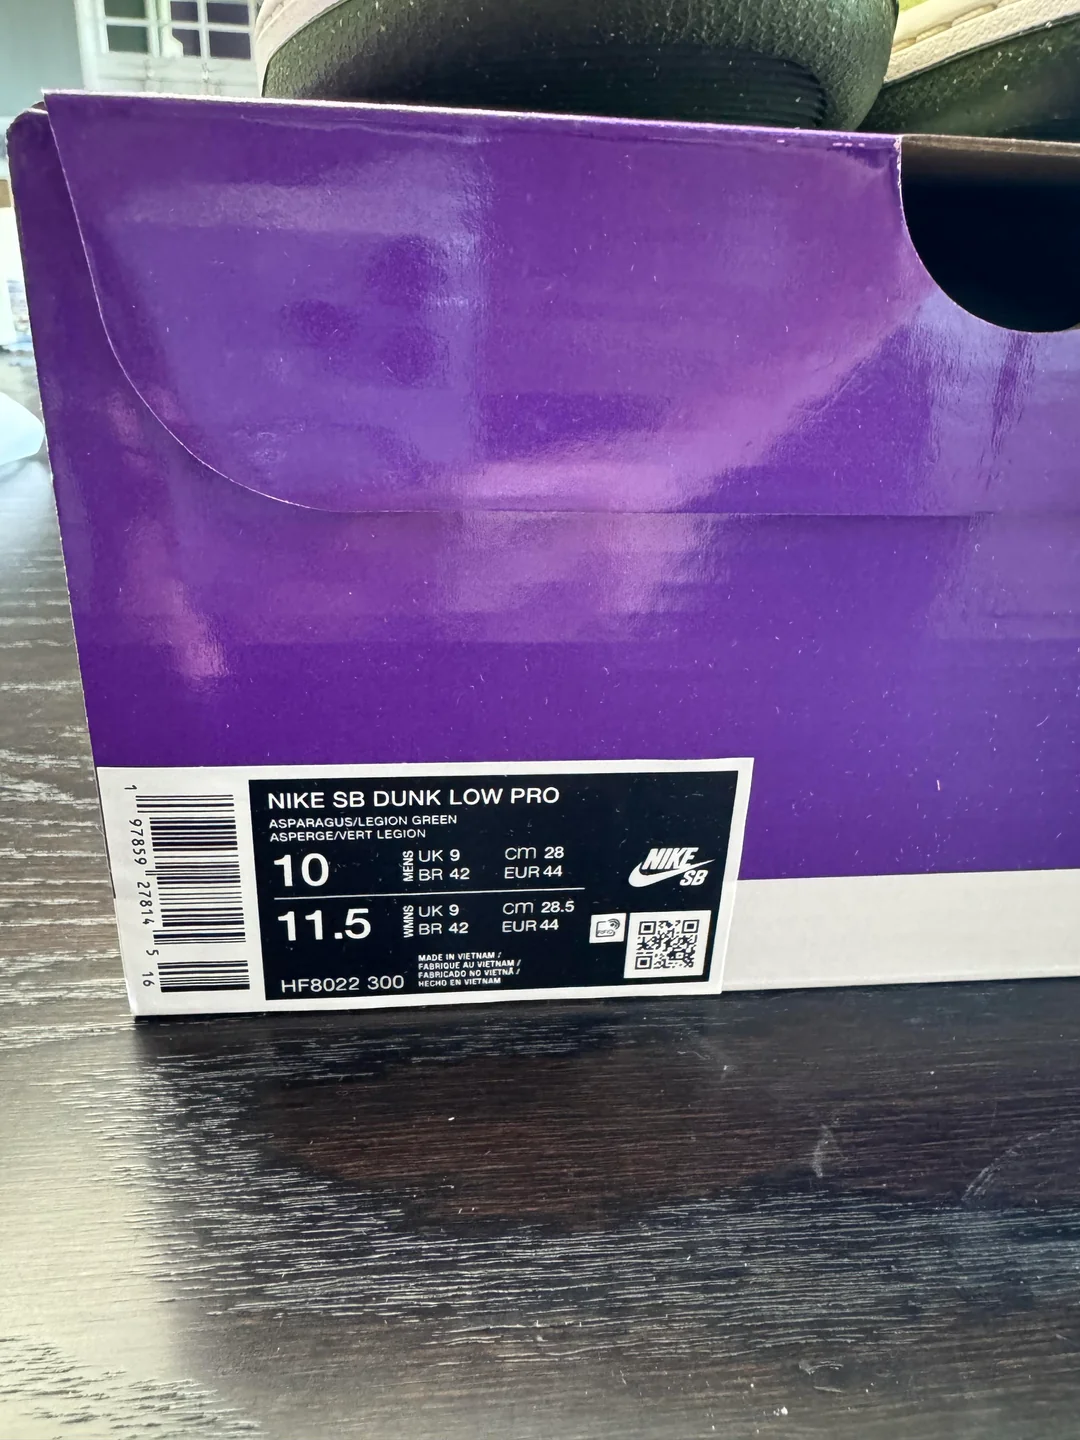 NIKE SB DUNK LOW PRO
ASPARAGUS/LEGION GREEN
ASPERGE/VERT LEGION
10
MENS
UK 9
cm 28
BR 42
EUR 44
11.5
WMNS
UK 9
cm 28.5
BR 42
EUR 44
HF8022 300
MADE IN VIETNAM /
FABRIQUE AU VIETNAM /
FABRICADO NO VIETNÃ /
HECHO EN VIETNAM
NIKE
SB
1 97859 27814 5 16